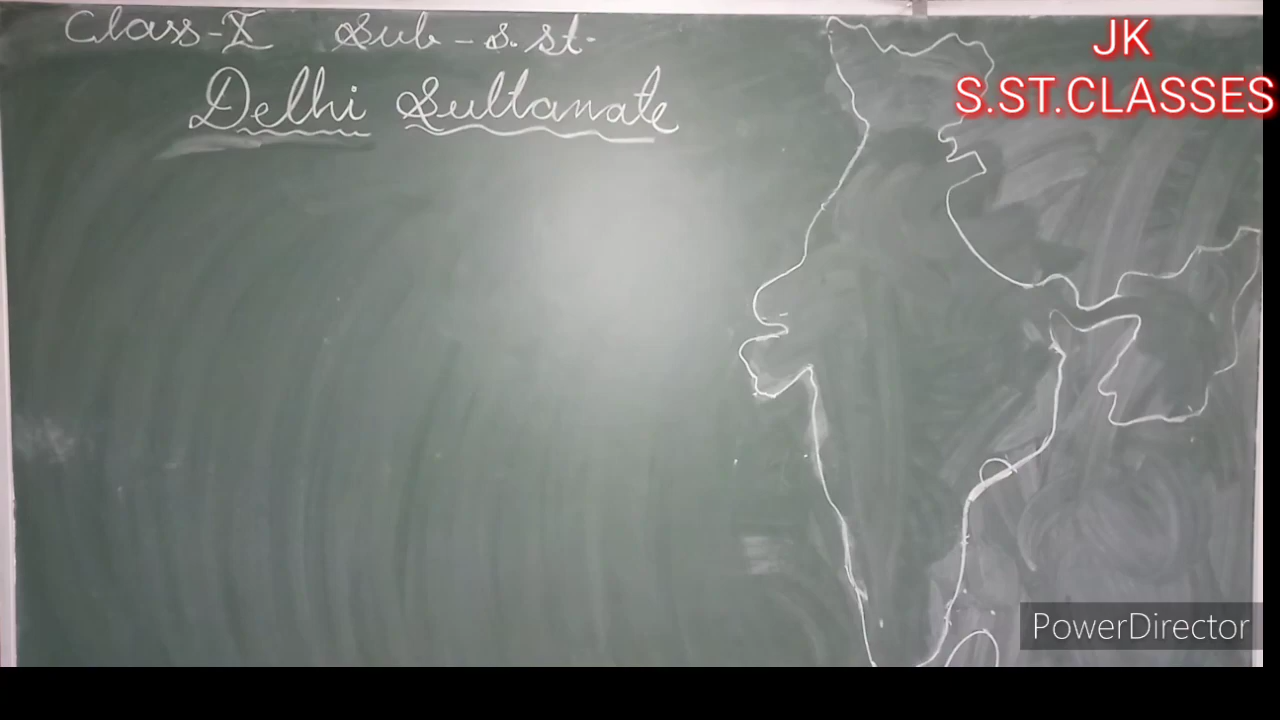 Class-X Sub-s.st.
Delhi Sultanate
JK
S.ST.CLASSES
PowerDirector